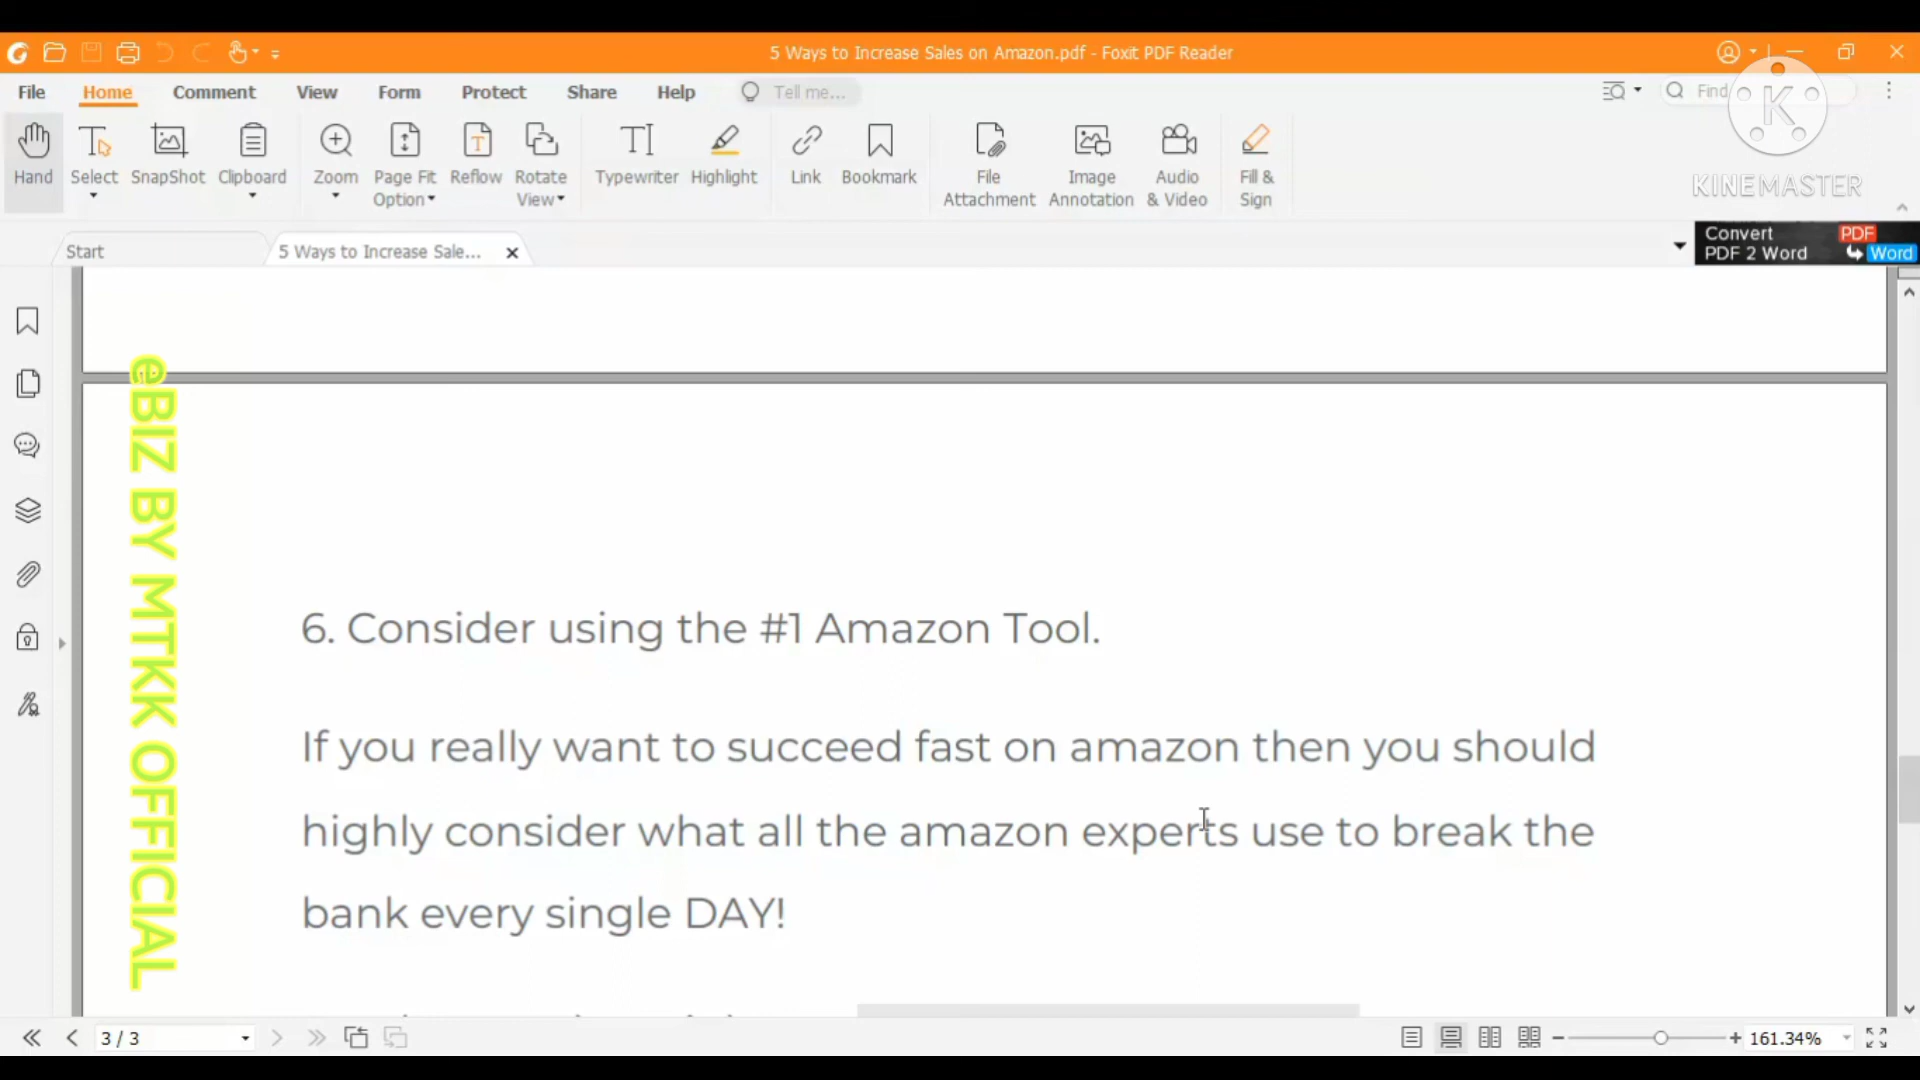 5 Ways to Increase Sales on Amazon.pdf - Foxit PDF Reader
File Home Comment View Form Protect Share Help Tell me... Find
Hand Select SnapShot Clipboard Zoom Page Fit Option Reflow Rotate View Typewriter Highlight Link Bookmark File Attachment Image Annotation Audio & Video Fill & Sign
K
KINEMASTER
Start 5 Ways to Increase Sale...
Convert PDF
PDF 2 Word Word
eBIZ BY MTKK OFFICIAL
6. Consider using the #1 Amazon Tool.
If you really want to succeed fast on amazon then you should
highly consider what all the amazon experts use to break the
bank every single DAY!
3 / 3 161.34%